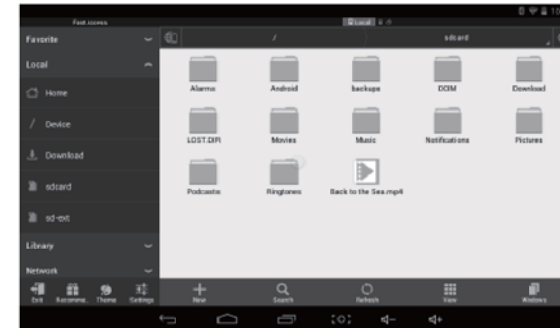 Fast access
Local
Favorite
/
sdcard
Local
Home
Alarms
Android
backups
DCIM
Download
/
Device
Download
LOST.DIR
Movies
Music
Notifications
Pictures
sdcard
Podcasts
Ringtones
Back to the Sea.mp4
sd-ext
Library
Network
Exit
Recomme..
Theme
Settings
New
Search
Refresh
View
Windows